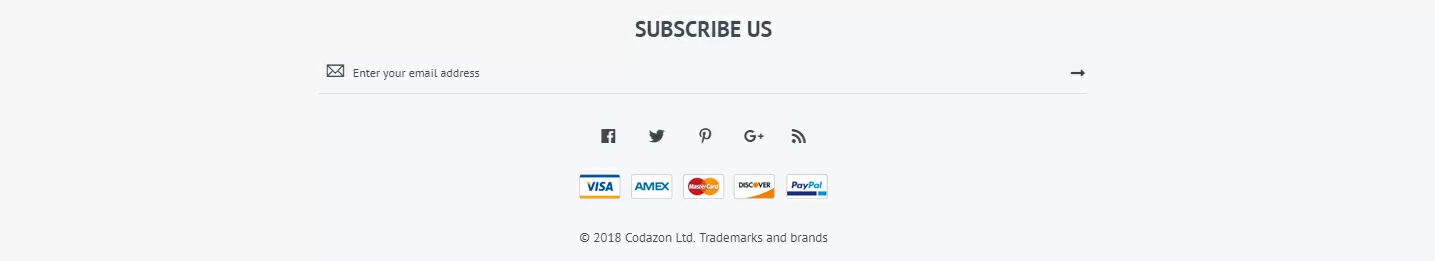 SUBSCRIBE US
Enter your email address
VISA AMEX MasterCard DISCOVER PayPal
© 2018 Codazon Ltd. Trademarks and brands